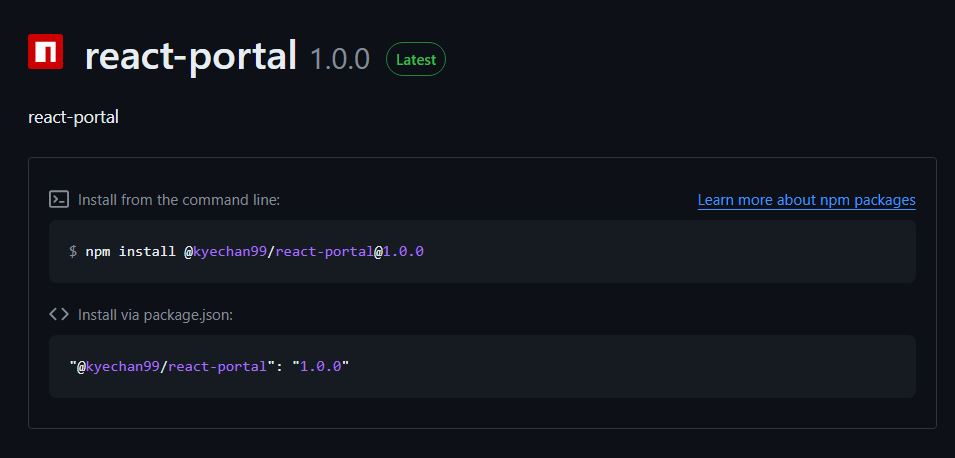 react-portal 1.0.0 Latest
react-portal
Install from the command line: Learn more about npm packages
$ npm install @kyechan99/react-portal@1.0.0
Install via package.json:
"@kyechan99/react-portal": "1.0.0"